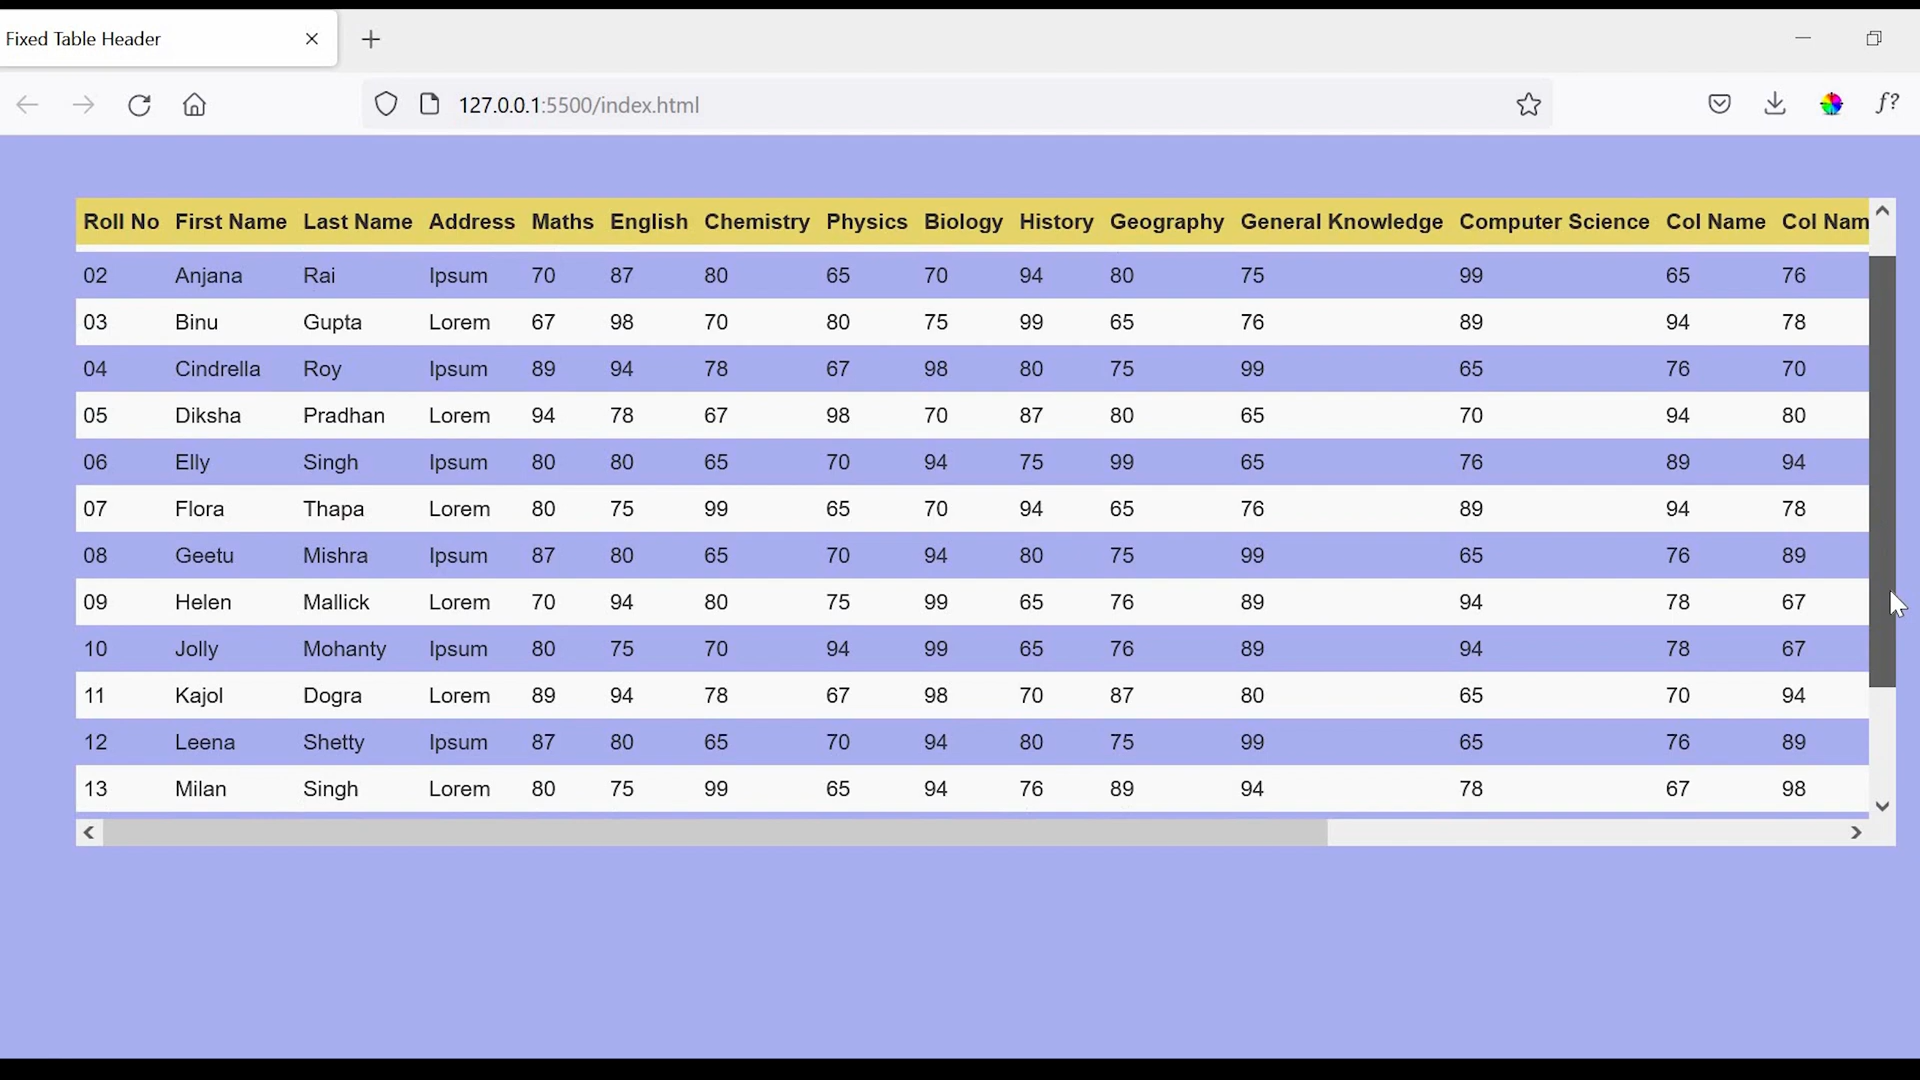 Fixed Table Header
127.0.0.1:5500/index.html
f?
Roll No First Name Last Name Address Maths English Chemistry Physics Biology History Geography General Knowledge Computer Science Col Name Col Nam
02 Anjana Rai Ipsum 70 87 80 65 70 94 80 75 99 65 76
03 Binu Gupta Lorem 67 98 70 80 75 99 65 76 89 94 78
04 Cindrella Roy Ipsum 89 94 78 67 98 80 75 99 65 76 70
05 Diksha Pradhan Lorem 94 78 67 98 70 87 80 65 70 94 80
06 Elly Singh Ipsum 80 80 65 70 94 75 99 65 76 89 94
07 Flora Thapa Lorem 80 75 99 65 70 94 65 76 89 94 78
08 Geetu Mishra Ipsum 87 80 65 70 94 80 75 99 65 76 89
09 Helen Mallick Lorem 70 94 80 75 99 65 76 89 94 78 67
10 Jolly Mohanty Ipsum 80 75 70 94 99 65 76 89 94 78 67
11 Kajol Dogra Lorem 89 94 78 67 98 70 87 80 65 70 94
12 Leena Shetty Ipsum 87 80 65 70 94 80 75 99 65 76 89
13 Milan Singh Lorem 80 75 99 65 94 76 89 94 78 67 98